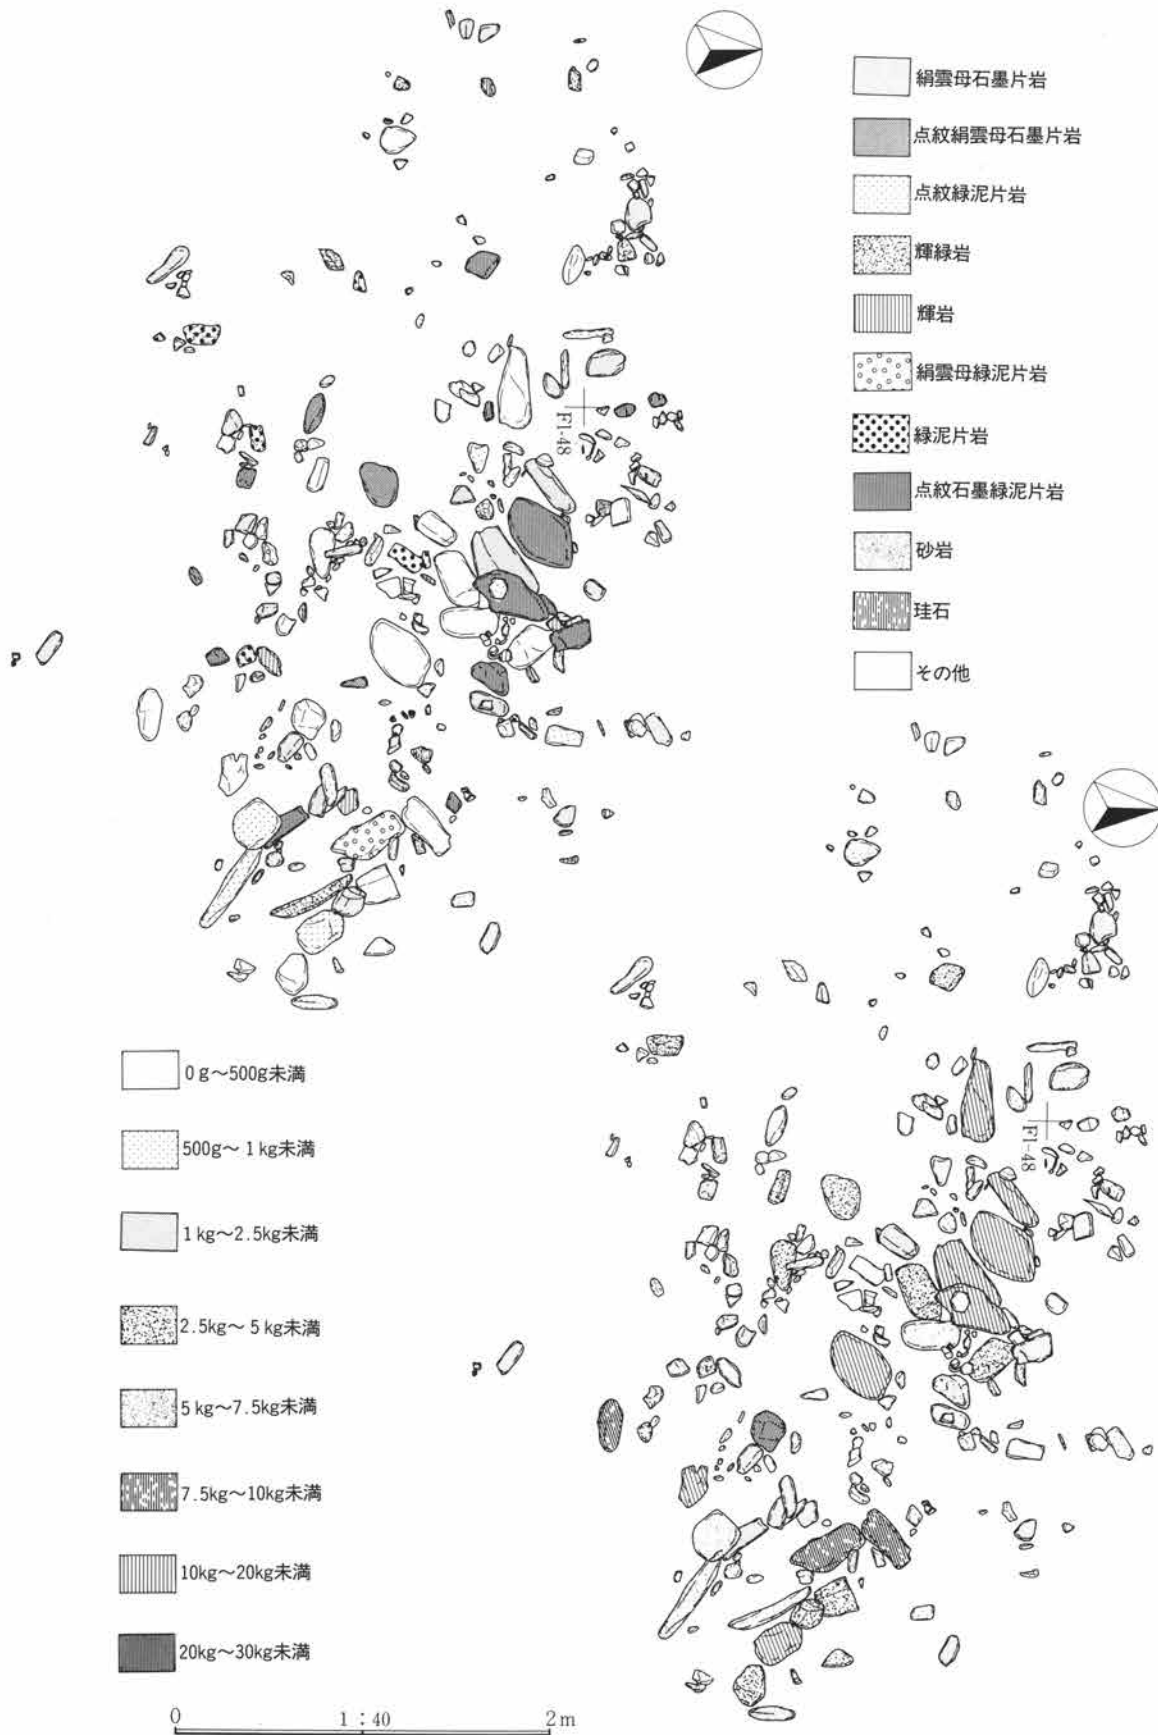 絹雲母石墨片岩
点紋絹雲母石墨片岩
点紋緑泥片岩
輝緑岩
輝岩
絹雲母緑泥片岩
緑泥片岩
点紋石墨緑泥片岩
砂岩
珪石
その他
F1-48
0g～500g未満
500g～1kg未満
1kg～2.5kg未満
2.5kg～5kg未満
5kg～7.5kg未満
7.5kg～10kg未満
10kg～20kg未満
20kg～30kg未満
F1-48
0 1:40 2m